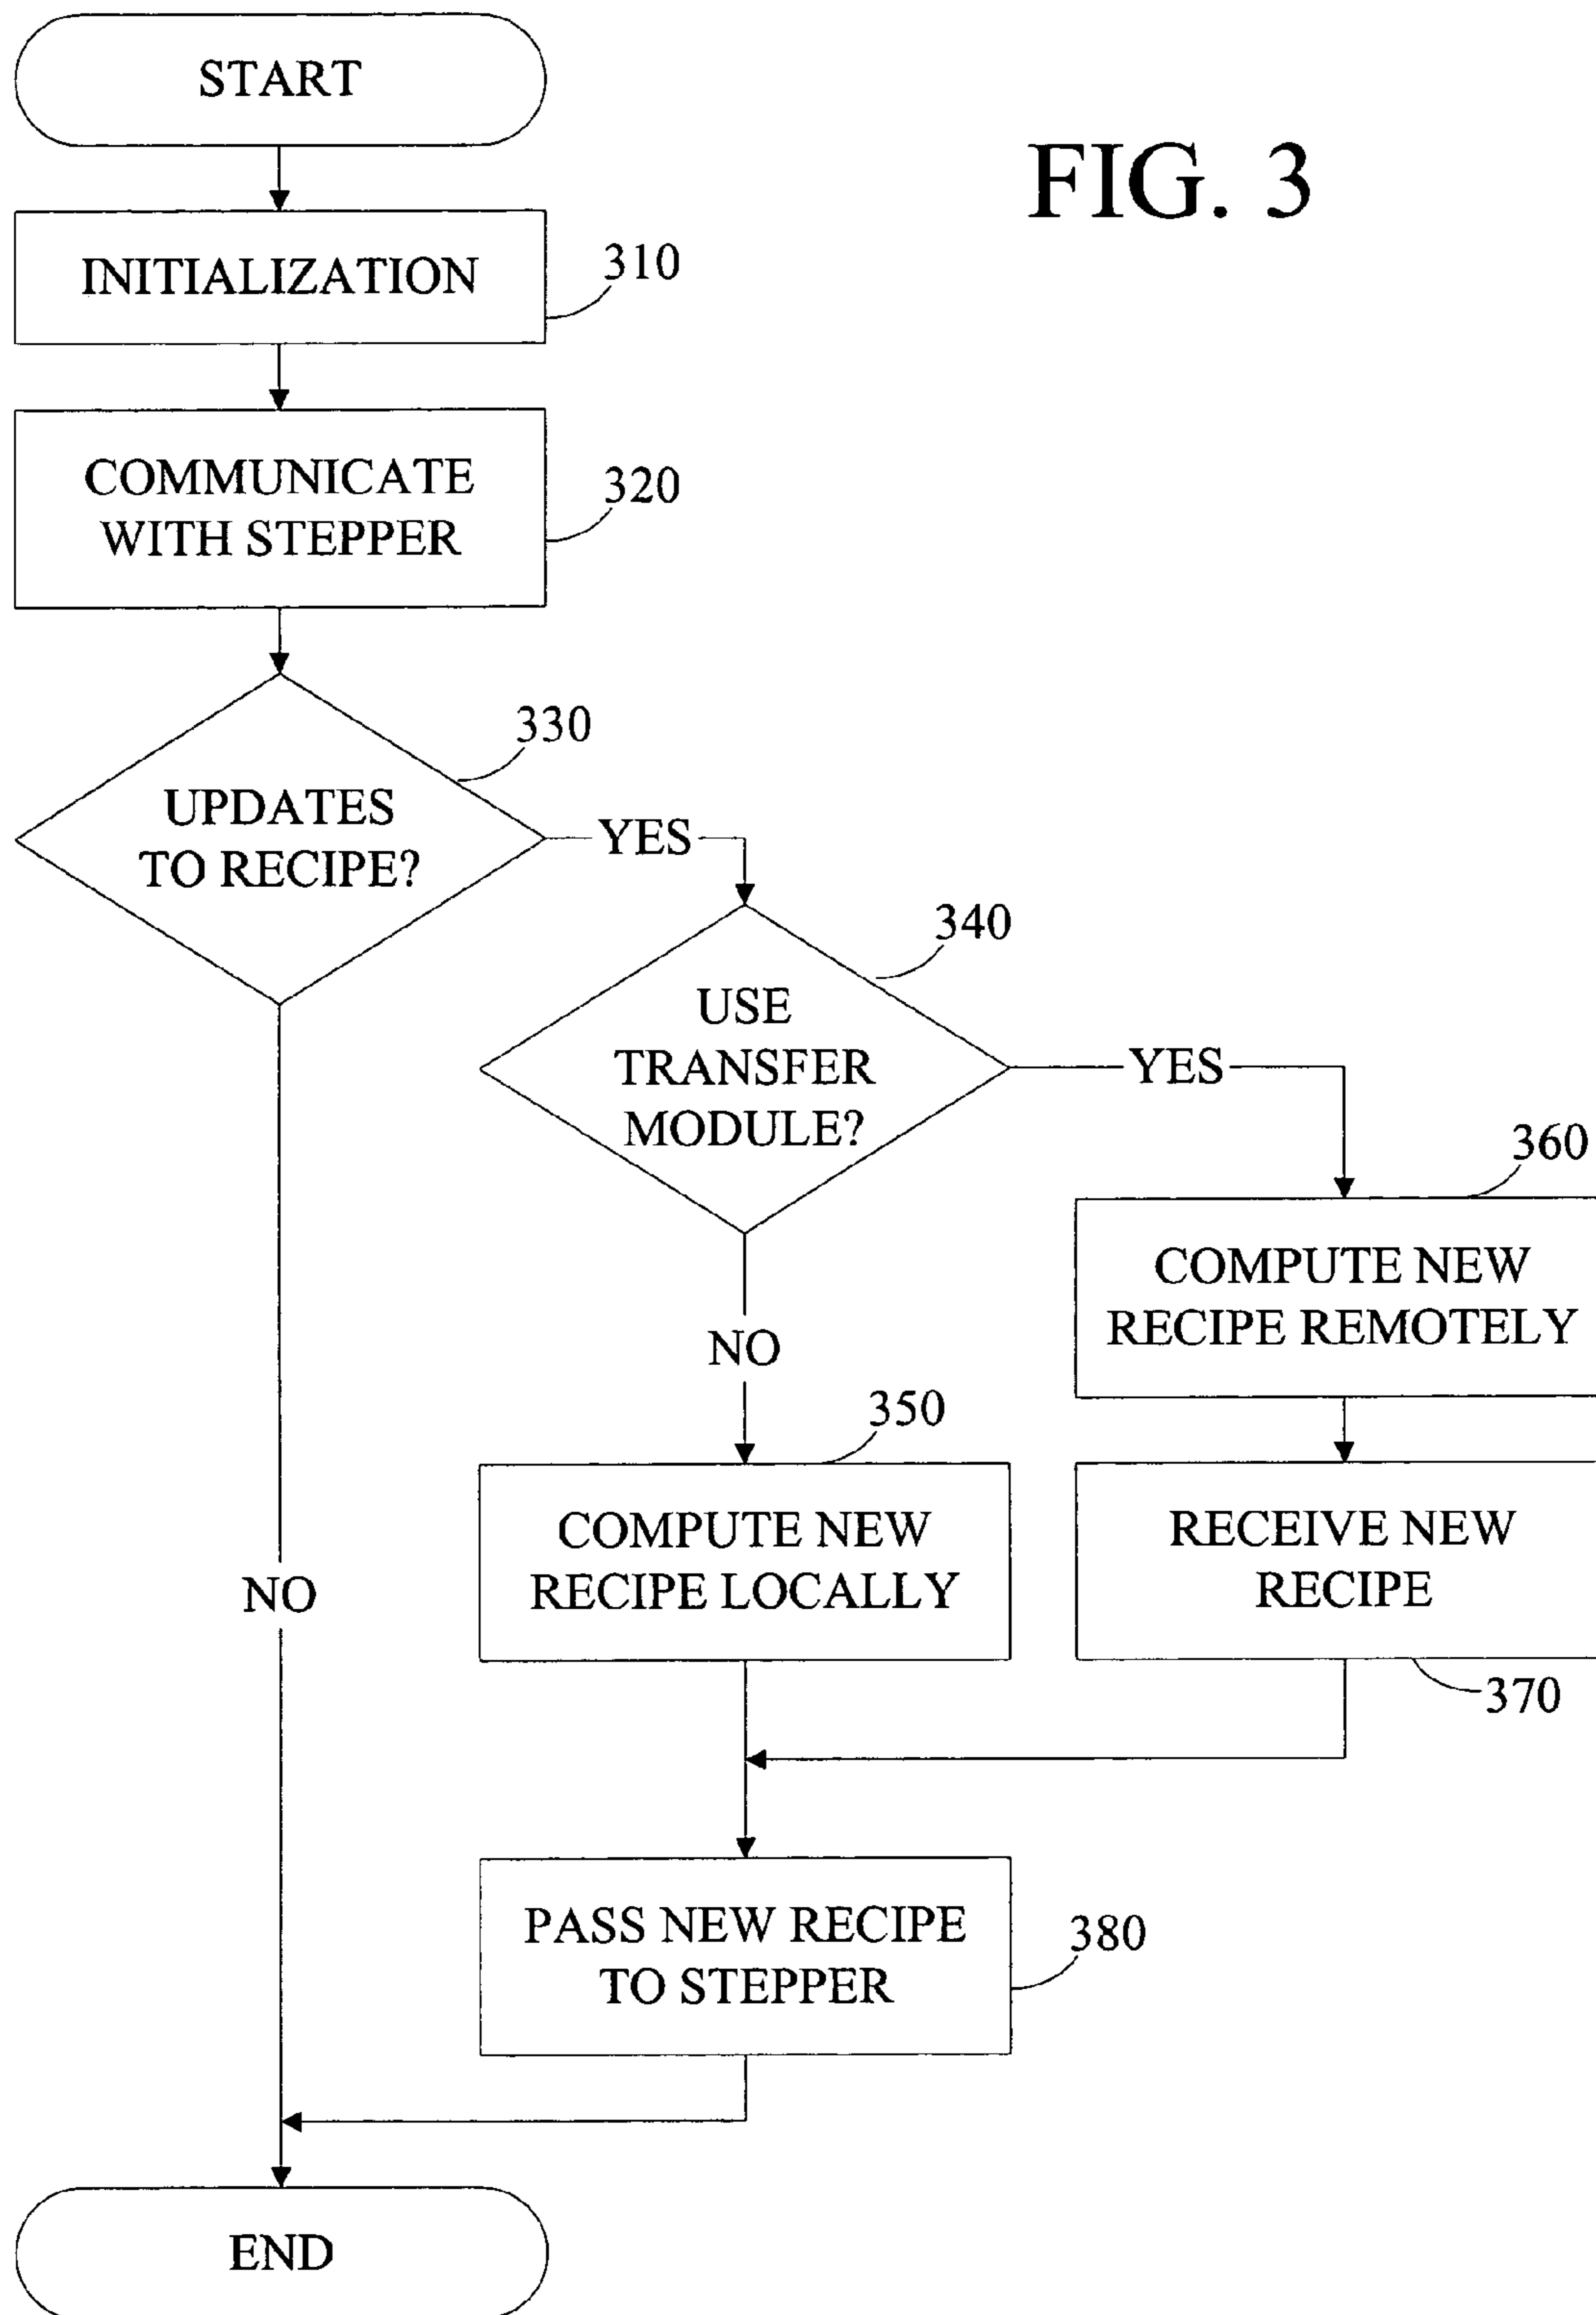 START
FIG. 3
INITIALIZATION
310
COMMUNICATE
WITH STEPPER
320
UPDATES
TO RECIPE?
330
YES
340
USE
TRANSFER
MODULE?
YES
360
COMPUTE NEW
RECIPE REMOTELY
NO
350
COMPUTE NEW
RECIPE LOCALLY
RECEIVE NEW
RECIPE
370
NO
PASS NEW RECIPE
TO STEPPER
380
END